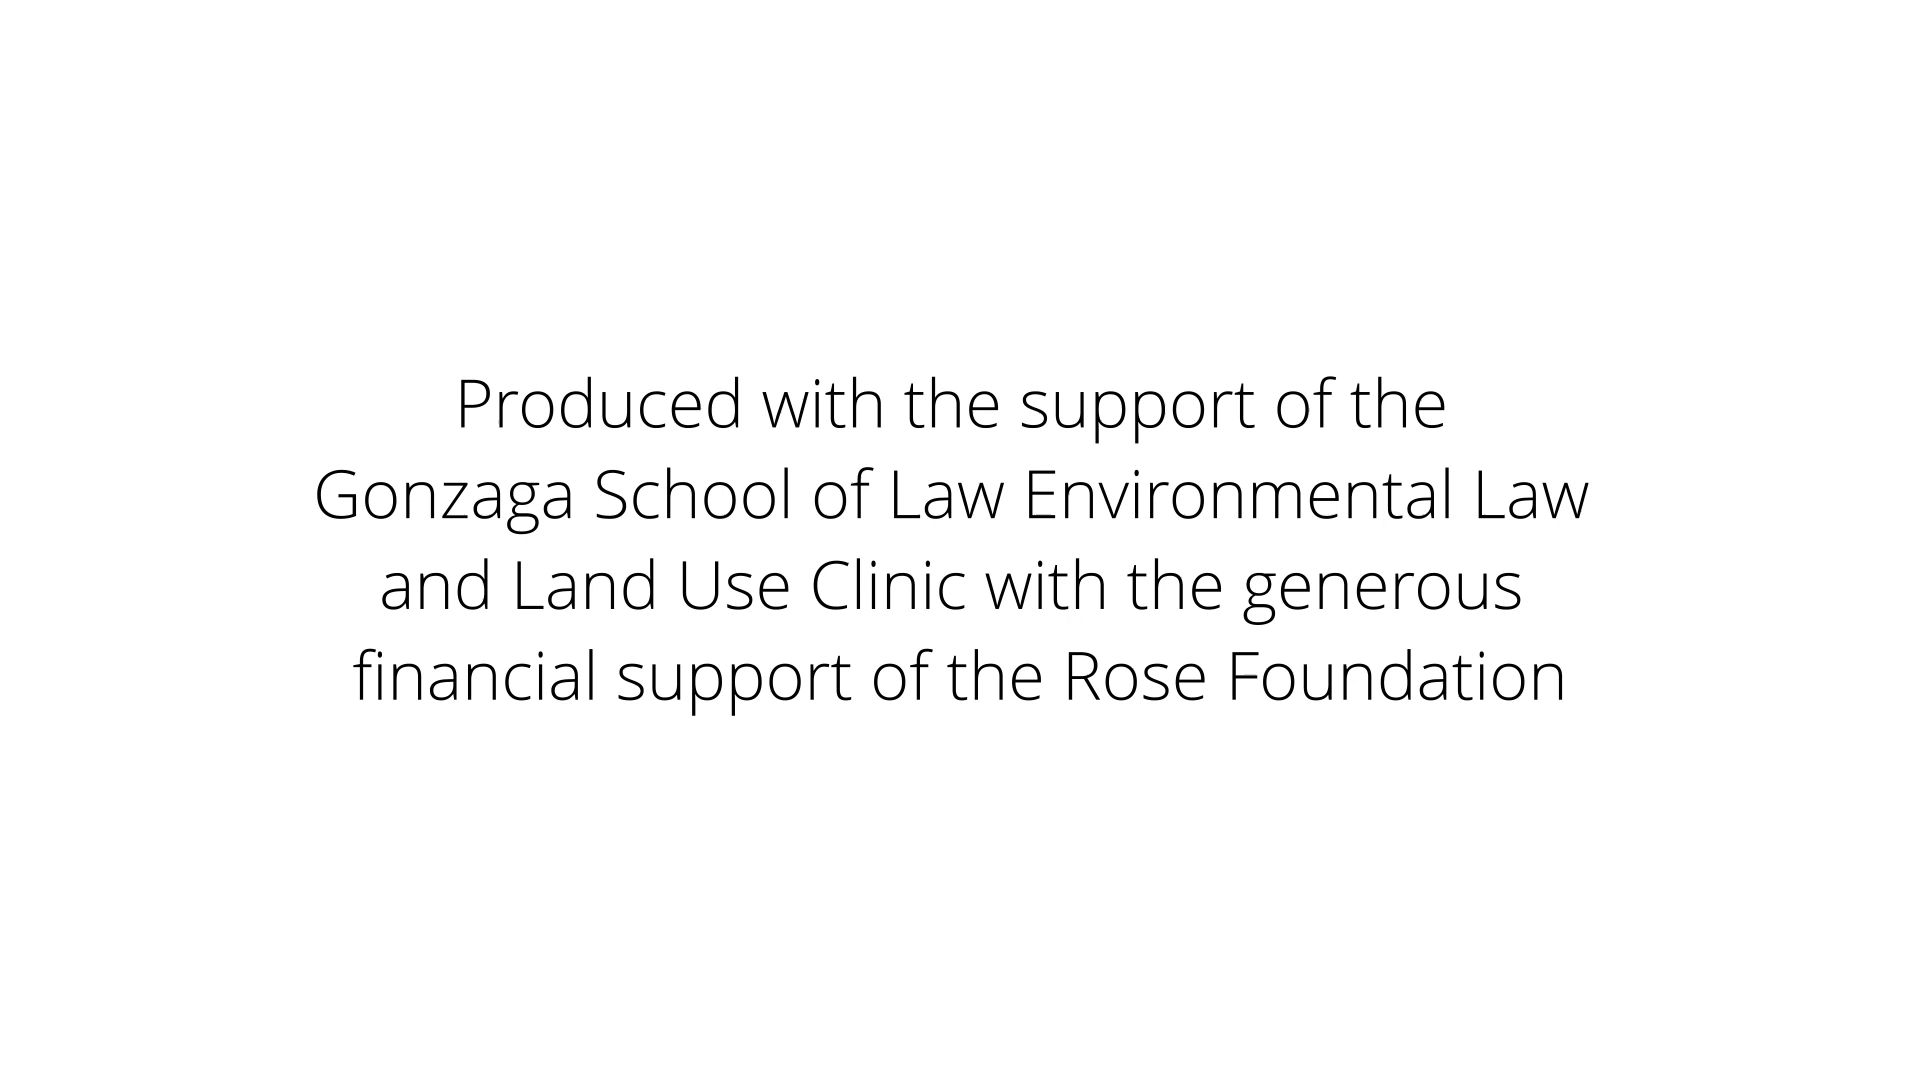 Produced with the support of the
Gonzaga School of Law Environmental Law
and Land Use Clinic with the generous
financial support of the Rose Foundation